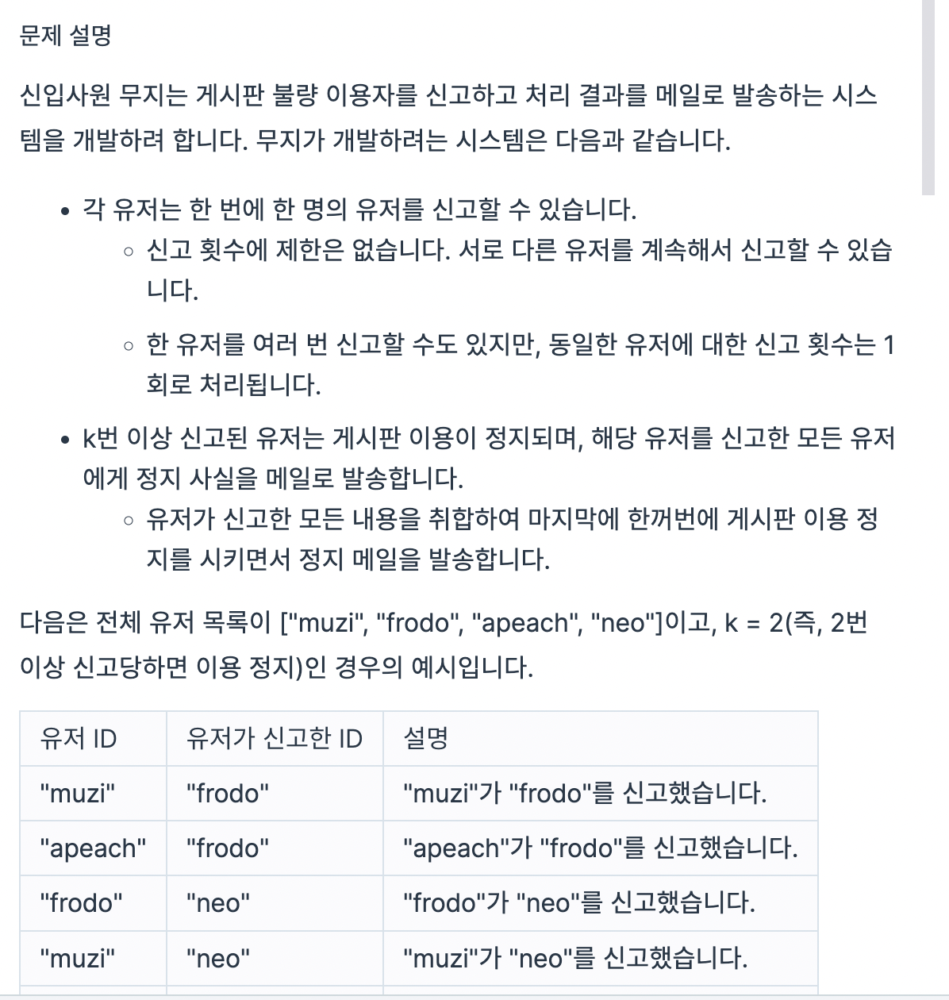 문제 설명
신입사원 무지는 게시판 불량 이용자를 신고하고 처리 결과를 메일로 발송하는 시스
템을 개발하려 합니다. 무지가 개발하려는 시스템은 다음과 같습니다.
• 각 유저는 한 번에 한 명의 유저를 신고할 수 있습니다.
◦ 신고 횟수에 제한은 없습니다. 서로 다른 유저를 계속해서 신고할 수 있습
니다.
◦ 한 유저를 여러 번 신고할 수도 있지만, 동일한 유저에 대한 신고 횟수는 1
회로 처리됩니다.
• k번 이상 신고된 유저는 게시판 이용이 정지되며, 해당 유저를 신고한 모든 유저
에게 정지 사실을 메일로 발송합니다.
◦ 유저가 신고한 모든 내용을 취합하여 마지막에 한꺼번에 게시판 이용 정
지를 시키면서 정지 메일을 발송합니다.
다음은 전체 유저 목록이 ["muzi", "frodo", "apeach", "neo"]이고, k = 2(즉, 2번
이상 신고당하면 이용 정지)인 경우의 예시입니다.
유저 ID 유저가 신고한 ID 설명
"muzi" "frodo" "muzi"가 "frodo"를 신고했습니다.
"apeach" "frodo" "apeach"가 "frodo"를 신고했습니다.
"frodo" "neo" "frodo"가 "neo"를 신고했습니다.
"muzi" "neo" "muzi"가 "neo"를 신고했습니다.